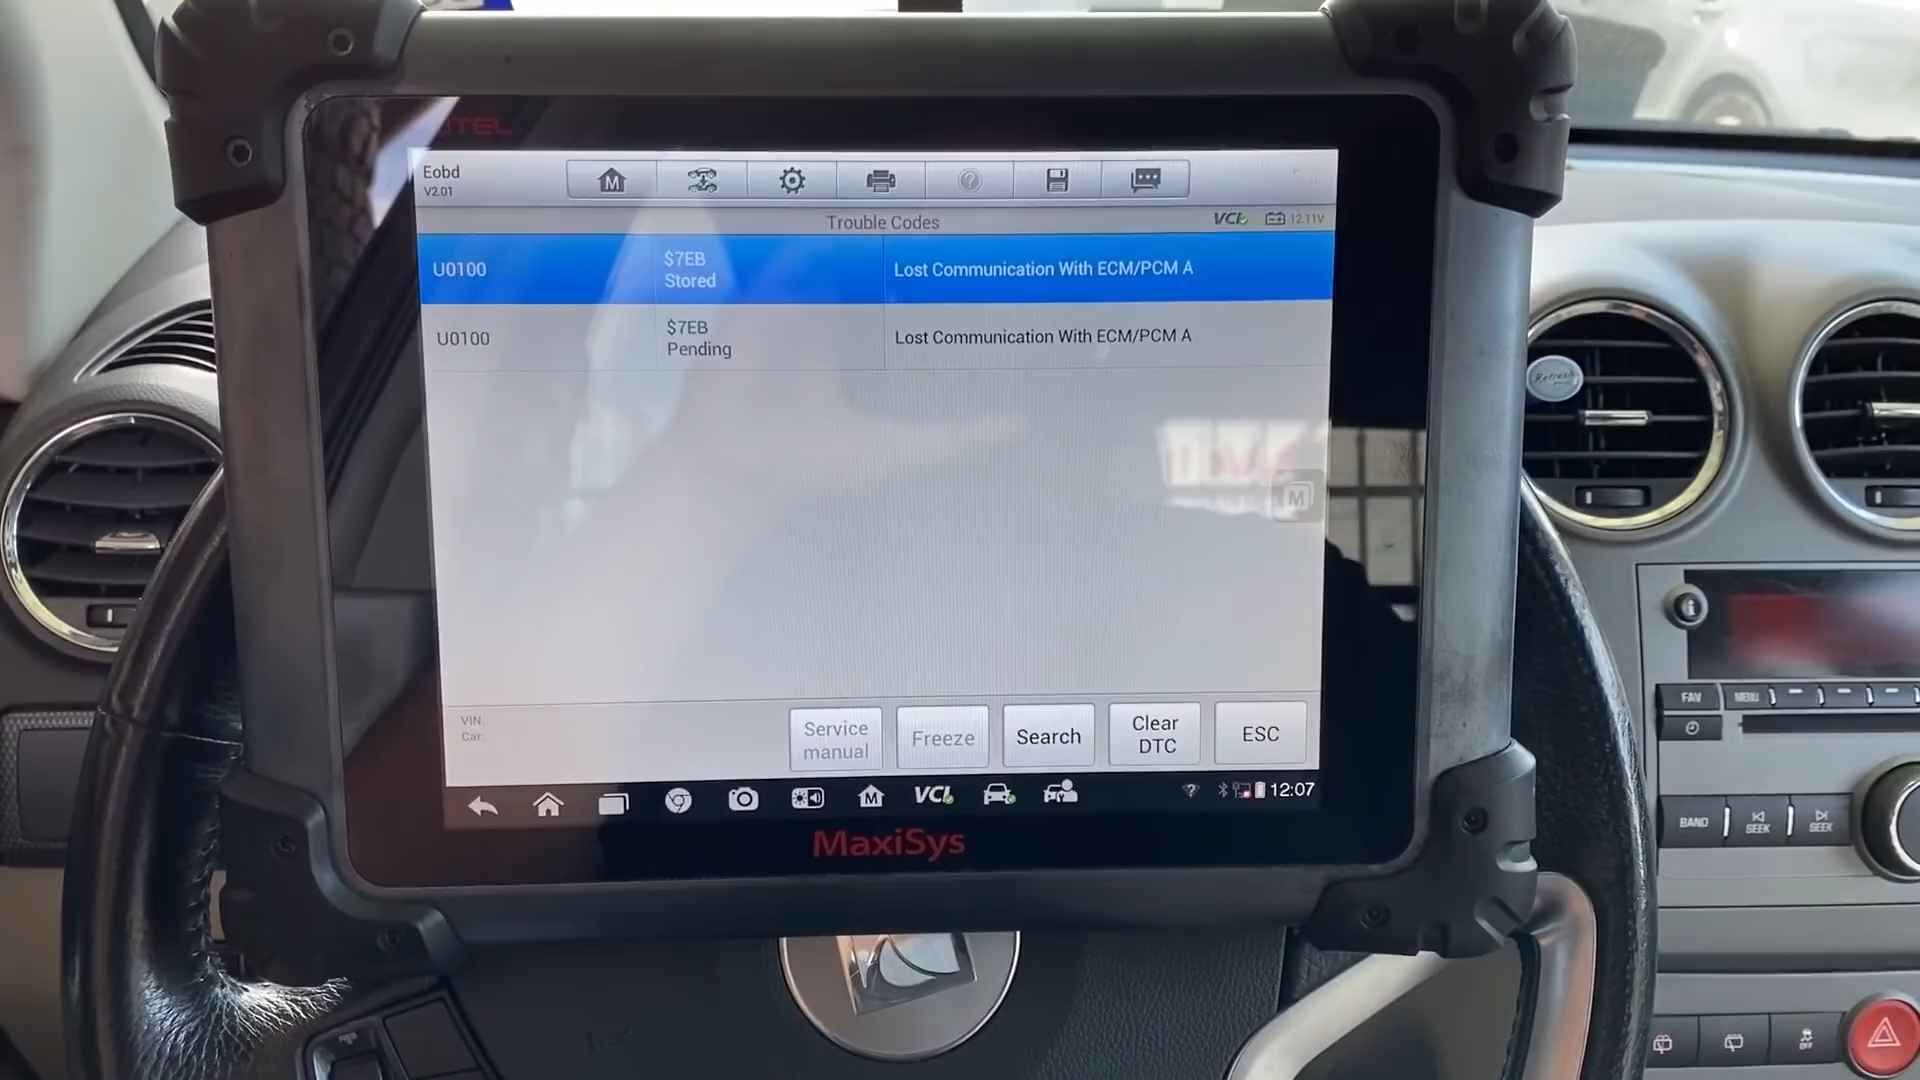 Eobd
V2.01
Trouble Codes
VCI
12.11V
U0100
$7EB
Stored
Lost Communication With ECM/PCM A
U0100
$7EB
Pending
Lost Communication With ECM/PCM A
M
VIN:
Car:
Service
manual
Freeze
Search
Clear
DTC
ESC
VCI
12:07
MaxiSys
Refresh
FAV
MENU
BAND
SEEK
SEEK
OFF